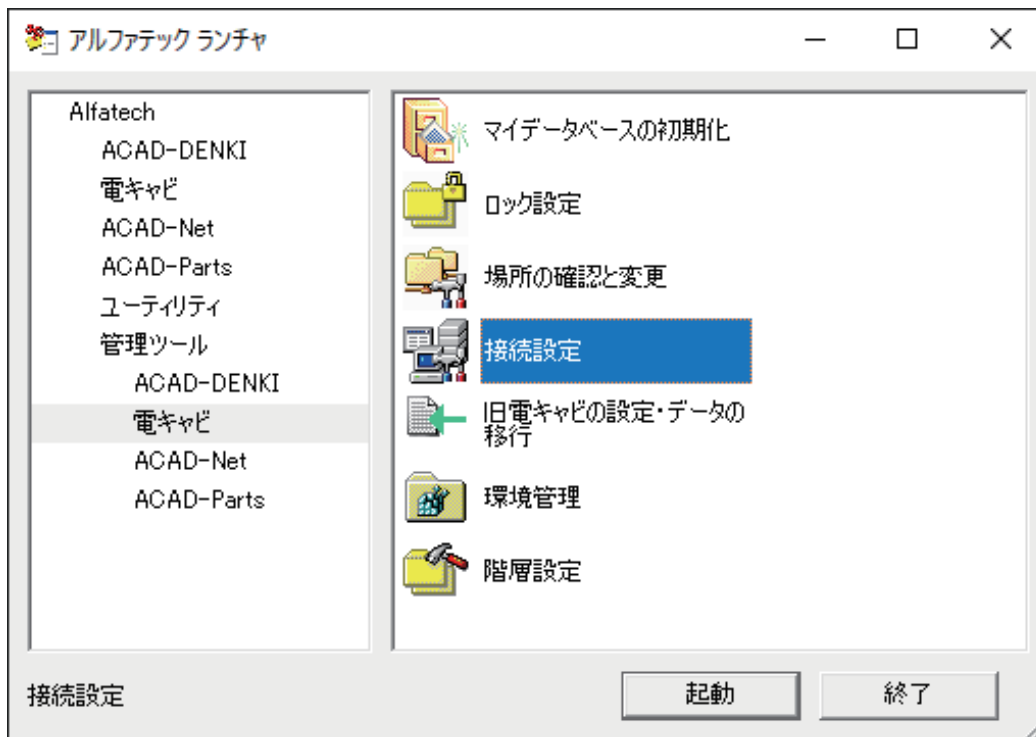 アルファテック ランチャ
Alfatech
ACAD-DENKI
電キャビ
ACAD-Net
ACAD-Parts
ユーティリティ
管理ツール
ACAD-DENKI
電キャビ
ACAD-Net
ACAD-Parts
マイデータベースの初期化
ロック設定
場所の確認と変更
接続設定
旧電キャビの設定・データの
移行
環境管理
階層設定
接続設定
起動
終了